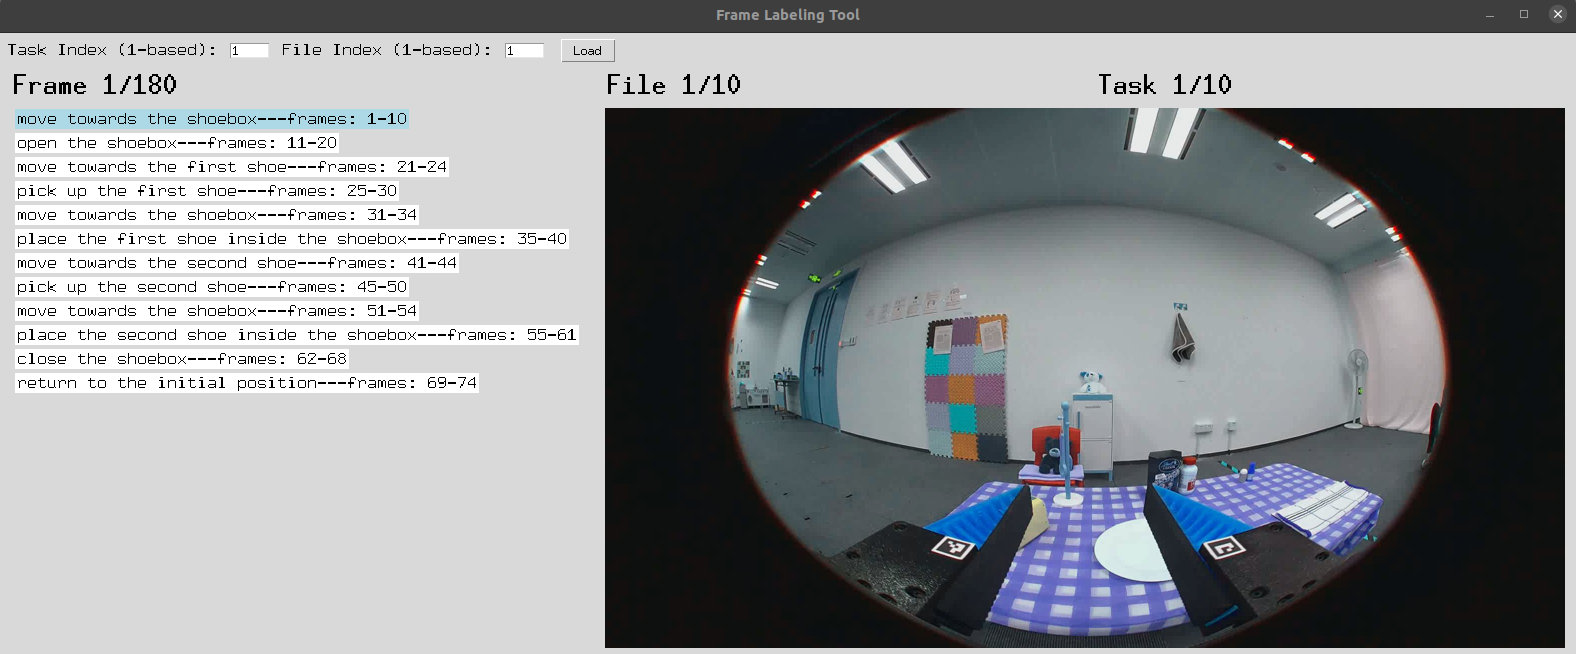 Frame Labeling Tool
Task Index (1-based): 1 File Index (1-based): 1 Load
Frame 1/180 File 1/10 Task 1/10
move towards the shoebox---frames: 1-10
open the shoebox---frames: 11-20
move towards the first shoe---frames: 21-24
pick up the first shoe---frames: 25-30
move towards the shoebox---frames: 31-34
place the first shoe inside the shoebox---frames: 35-40
move towards the second shoe---frames: 41-44
pick up the second shoe---frames: 45-50
move towards the shoebox---frames: 51-54
place the second shoe inside the shoebox---frames: 55-61
close the shoebox---frames: 62-68
return to the initial position---frames: 69-74